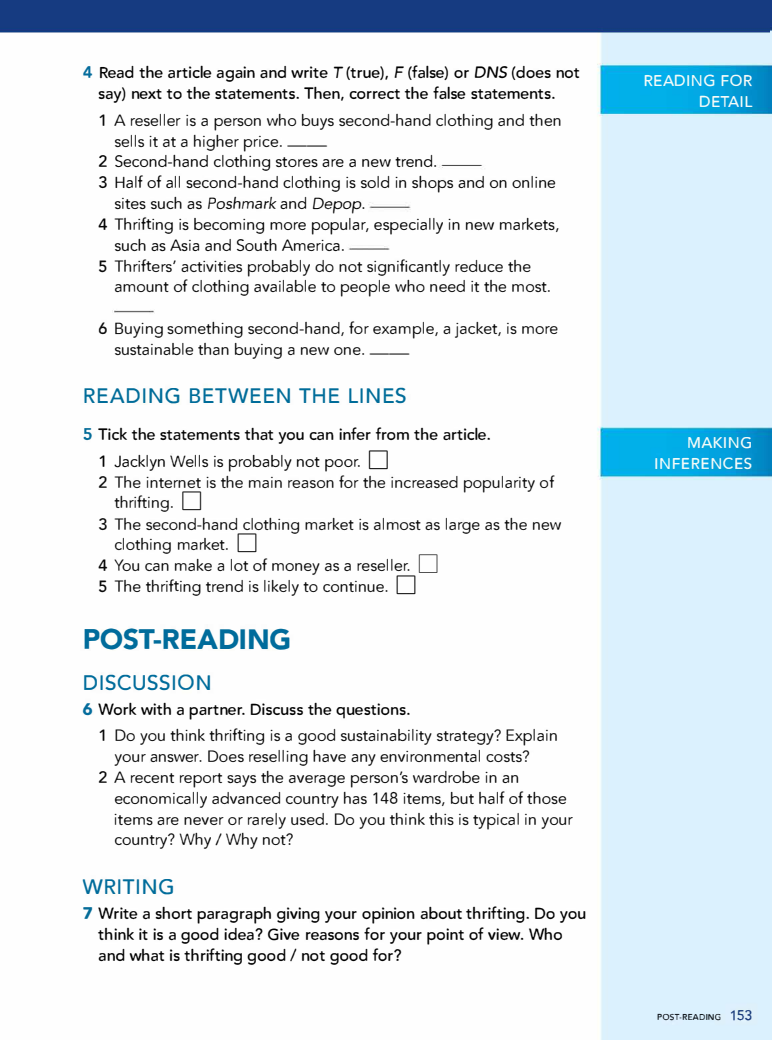 4 Read the article again and write T (true), F (false) or DNS (does not
say) next to the statements. Then, correct the false statements.
READING FOR
DETAIL
1 A reseller is a person who buys second-hand clothing and then
sells it at a higher price.
2 Second-hand clothing stores are a new trend.
3 Half of all second-hand clothing is sold in shops and on online
sites such as Poshmark and Depop.
4 Thrifting is becoming more popular, especially in new markets,
such as Asia and South America.
5 Thrifters’ activities probably do not significantly reduce the
amount of clothing available to people who need it the most.
6 Buying something second-hand, for example, a jacket, is more
sustainable than buying a new one.
READING BETWEEN THE LINES
5 Tick the statements that you can infer from the article.
MAKING
INFERENCES
1 Jacklyn Wells is probably not poor.
2 The internet is the main reason for the increased popularity of
thrifting.
3 The second-hand clothing market is almost as large as the new
clothing market.
4 You can make a lot of money as a reseller.
5 The thrifting trend is likely to continue.
POST-READING
DISCUSSION
6 Work with a partner. Discuss the questions.
1 Do you think thrifting is a good sustainability strategy? Explain
your answer. Does reselling have any environmental costs?
2 A recent report says the average person’s wardrobe in an
economically advanced country has 148 items, but half of those
items are never or rarely used. Do you think this is typical in your
country? Why / Why not?
WRITING
7 Write a short paragraph giving your opinion about thrifting. Do you
think it is a good idea? Give reasons for your point of view. Who
and what is thrifting good / not good for?
POST-READING 153